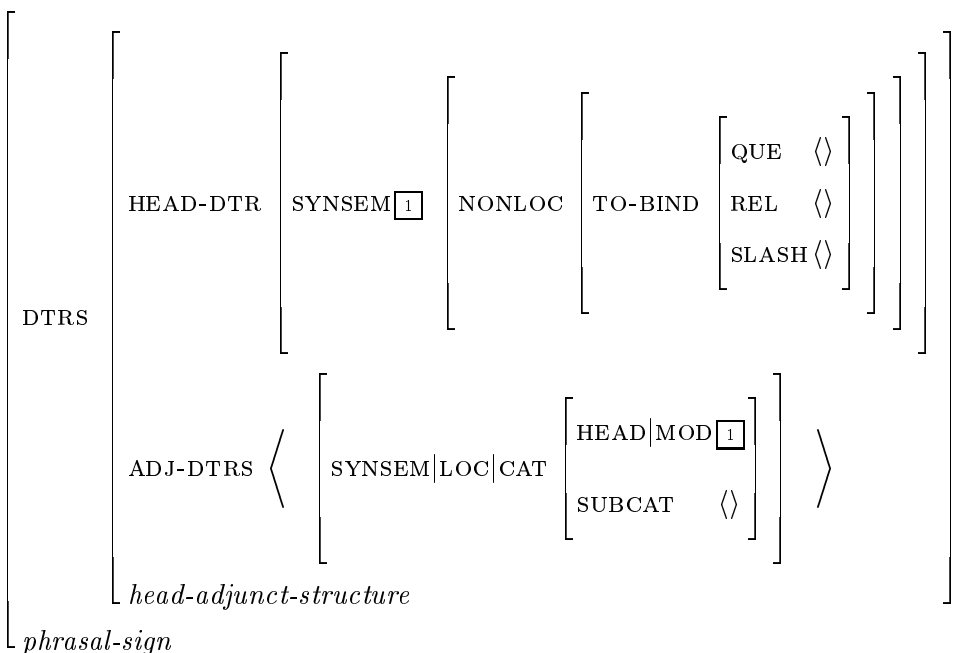 QUE ⟨⟩
HEAD-DTR SYNSEM 1 NONLOC TO-BIND REL ⟨⟩
SLASH ⟨⟩
DTRS
HEAD|MOD 1
ADJ-DTRS ⟨ SYNSEM|LOC|CAT ⟩
SUBCAT ⟨⟩
head-adjunct-structure
phrasal-sign